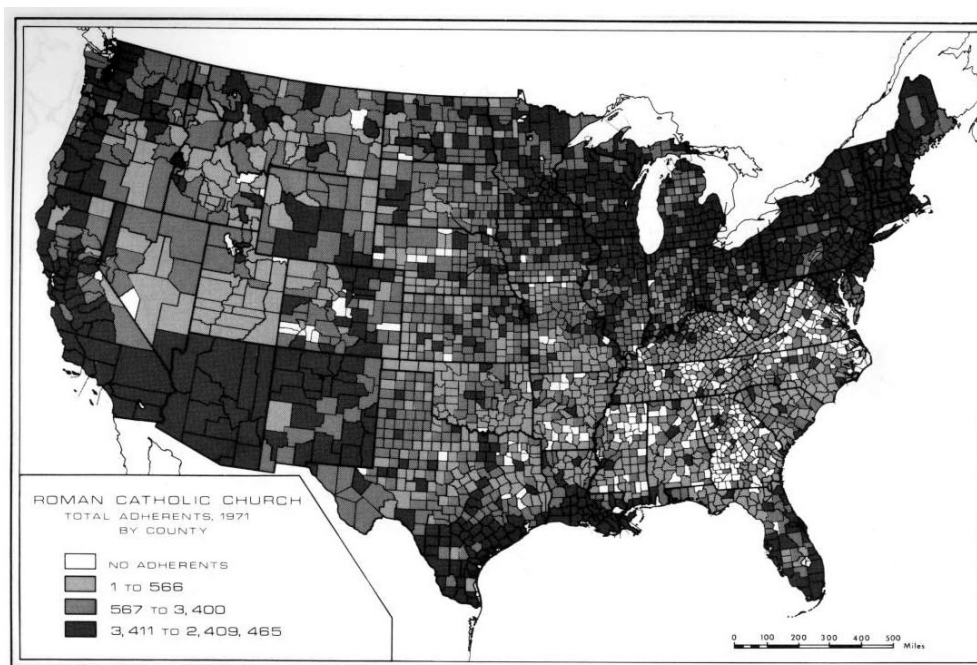 ROMAN CATHOLIC CHURCH
TOTAL ADHERENTS, 1971
BY COUNTY
NO ADHERENTS
1 TO 566
567 TO 3,400
3,411 TO 2,409,465
0 100 200 300 400 500
Miles